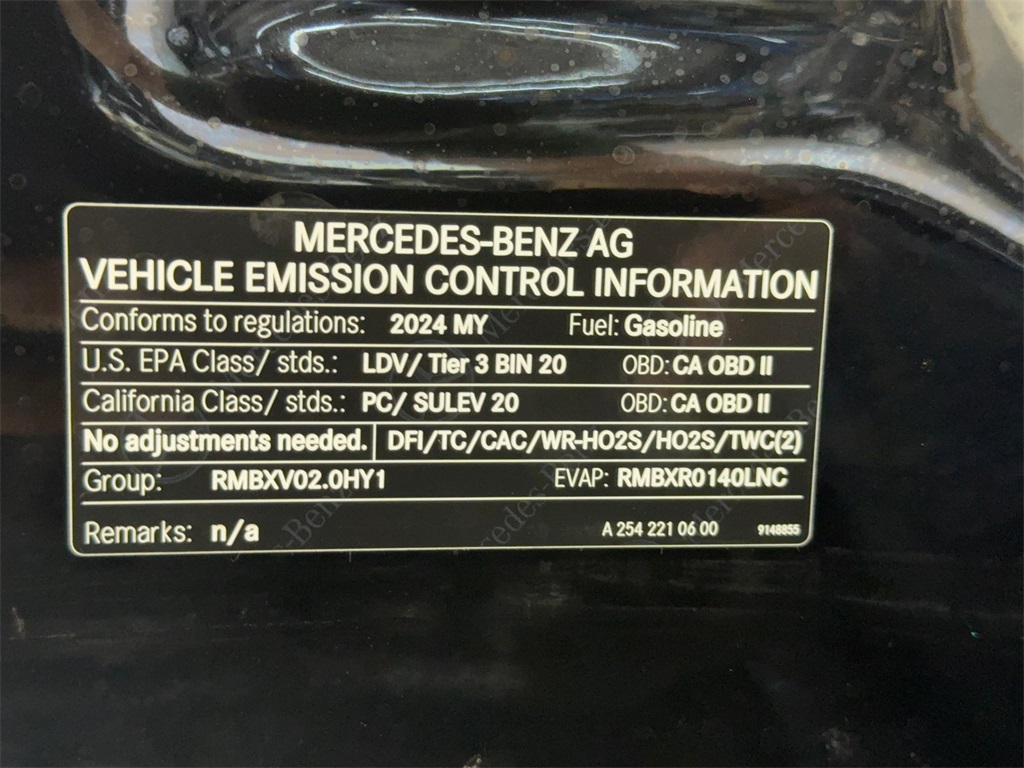 MERCEDES-BENZ AG
VEHICLE EMISSION CONTROL INFORMATION
Conforms to regulations: 2024 MY Fuel: Gasoline
U.S. EPA Class/ stds.: LDV/ Tier 3 BIN 20 OBD: CA OBD II
California Class/ stds.: PC/ SULEV 20 OBD: CA OBD II
No adjustments needed. DFI/TC/CAC/WR-HO2S/HO2S/TWC(2)
Group: RMBXV02.0HY1 EVAP: RMBXR0140LNC
Remarks: n/a A 254 221 06 00 9148855